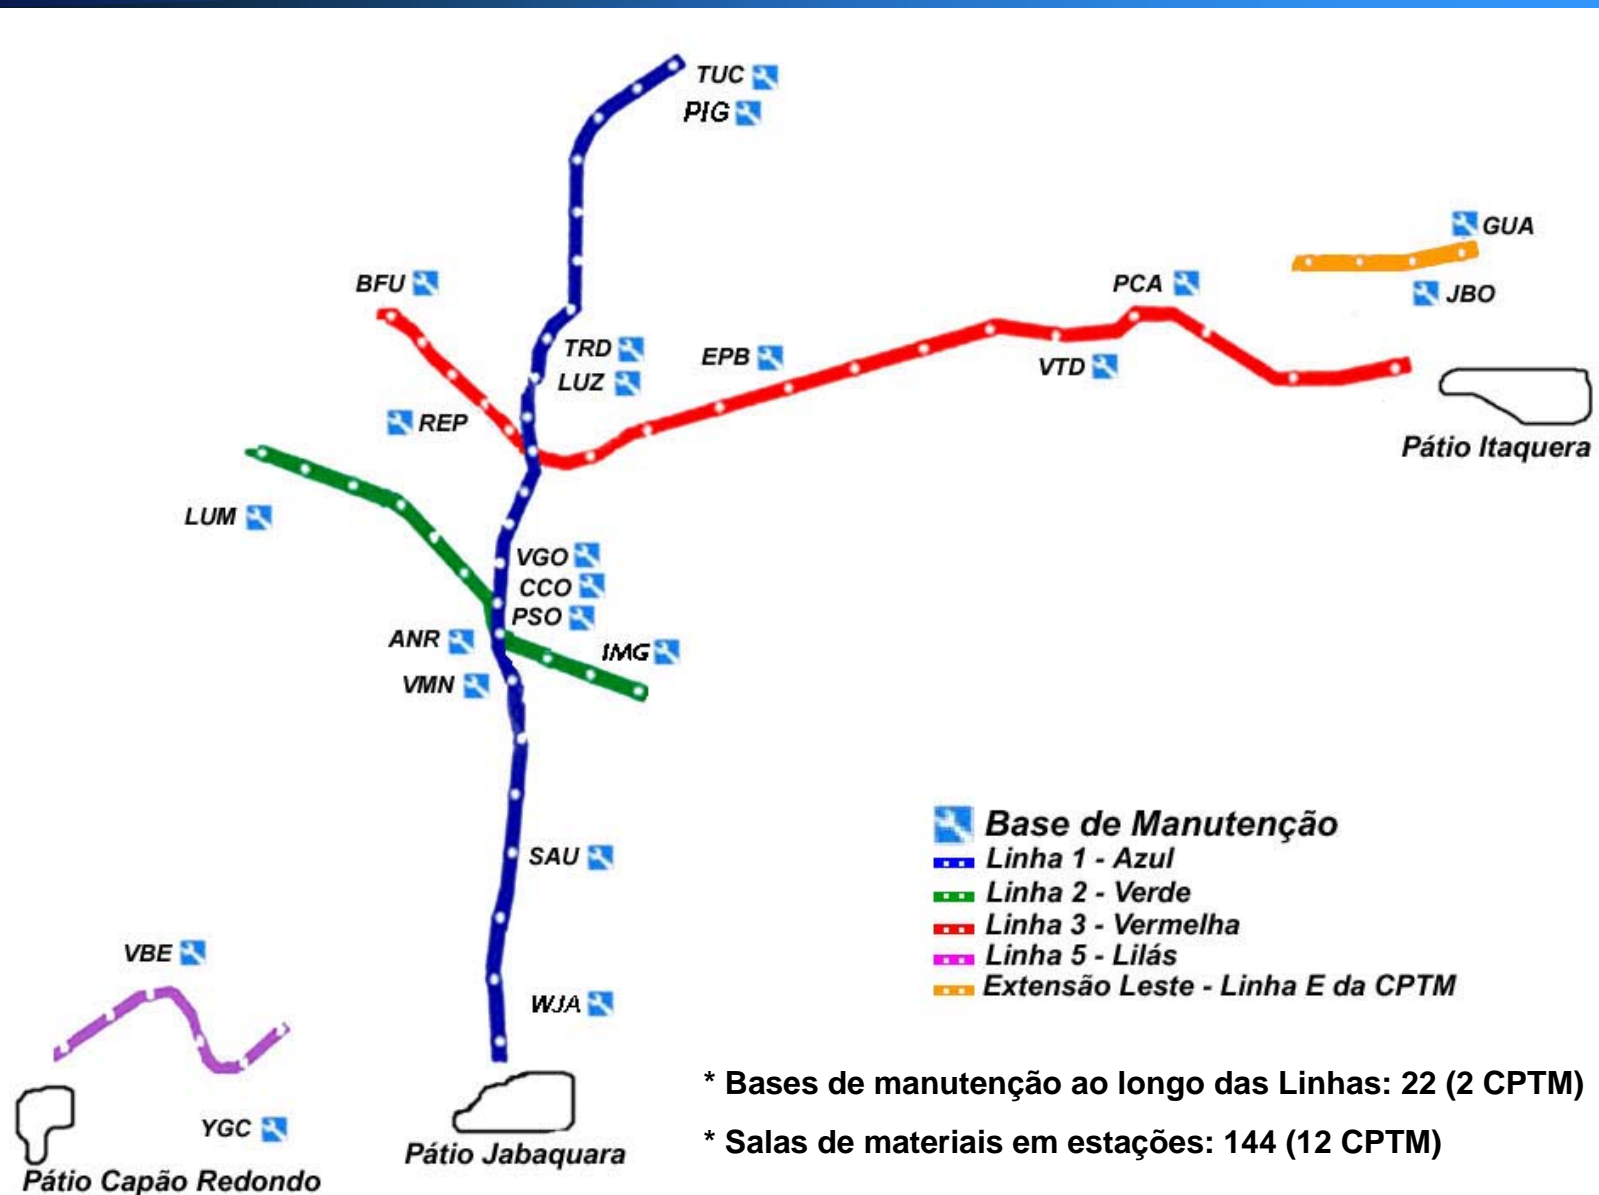 TUC
PIG
GUA
BFU
PCA
JBO
TRD
EPB
LUZ
VTD
REP
Pátio Itaquera
LUM
VGO
CCO
PSO
ANR
IMG
VMN
Base de Manutenção
Linha 1 - Azul
SAU
Linha 2 - Verde
Linha 3 - Vermelha
VBE
Linha 5 - Lilás
Extensão Leste - Linha E da CPTM
WJA
* Bases de manutenção ao longo das Linhas: 22 (2 CPTM)
YGC
* Salas de materiais em estações: 144 (12 CPTM)
Pátio Jabaquara
Pátio Capão Redondo